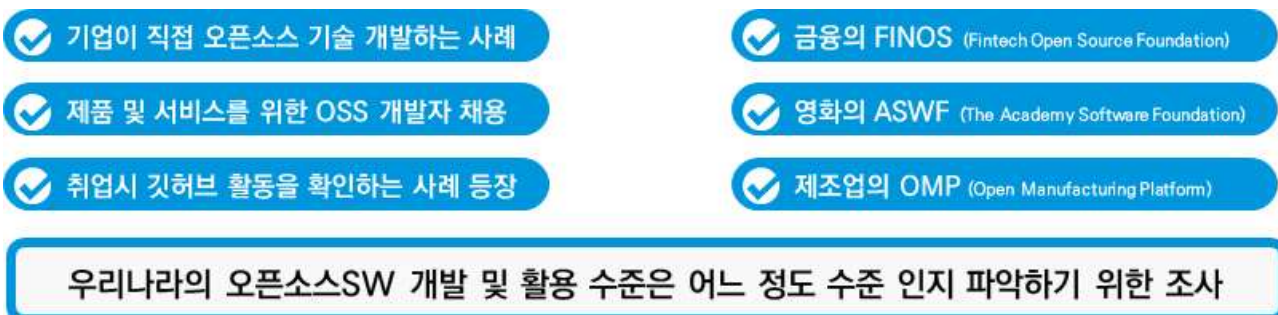 기업이 직접 오픈소스 기술 개발하는 사례
제품 및 서비스를 위한 OSS 개발자 채용
취업시 깃허브 활동을 확인하는 사례 등장
금융의 FINOS (Fintech Open Source Foundation)
영화의 ASWF (The Academy Software Foundation)
제조업의 OMP (Open Manufacturing Platform)
우리나라의 오픈소스SW 개발 및 활용 수준은 어느 정도 수준 인지 파악하기 위한 조사